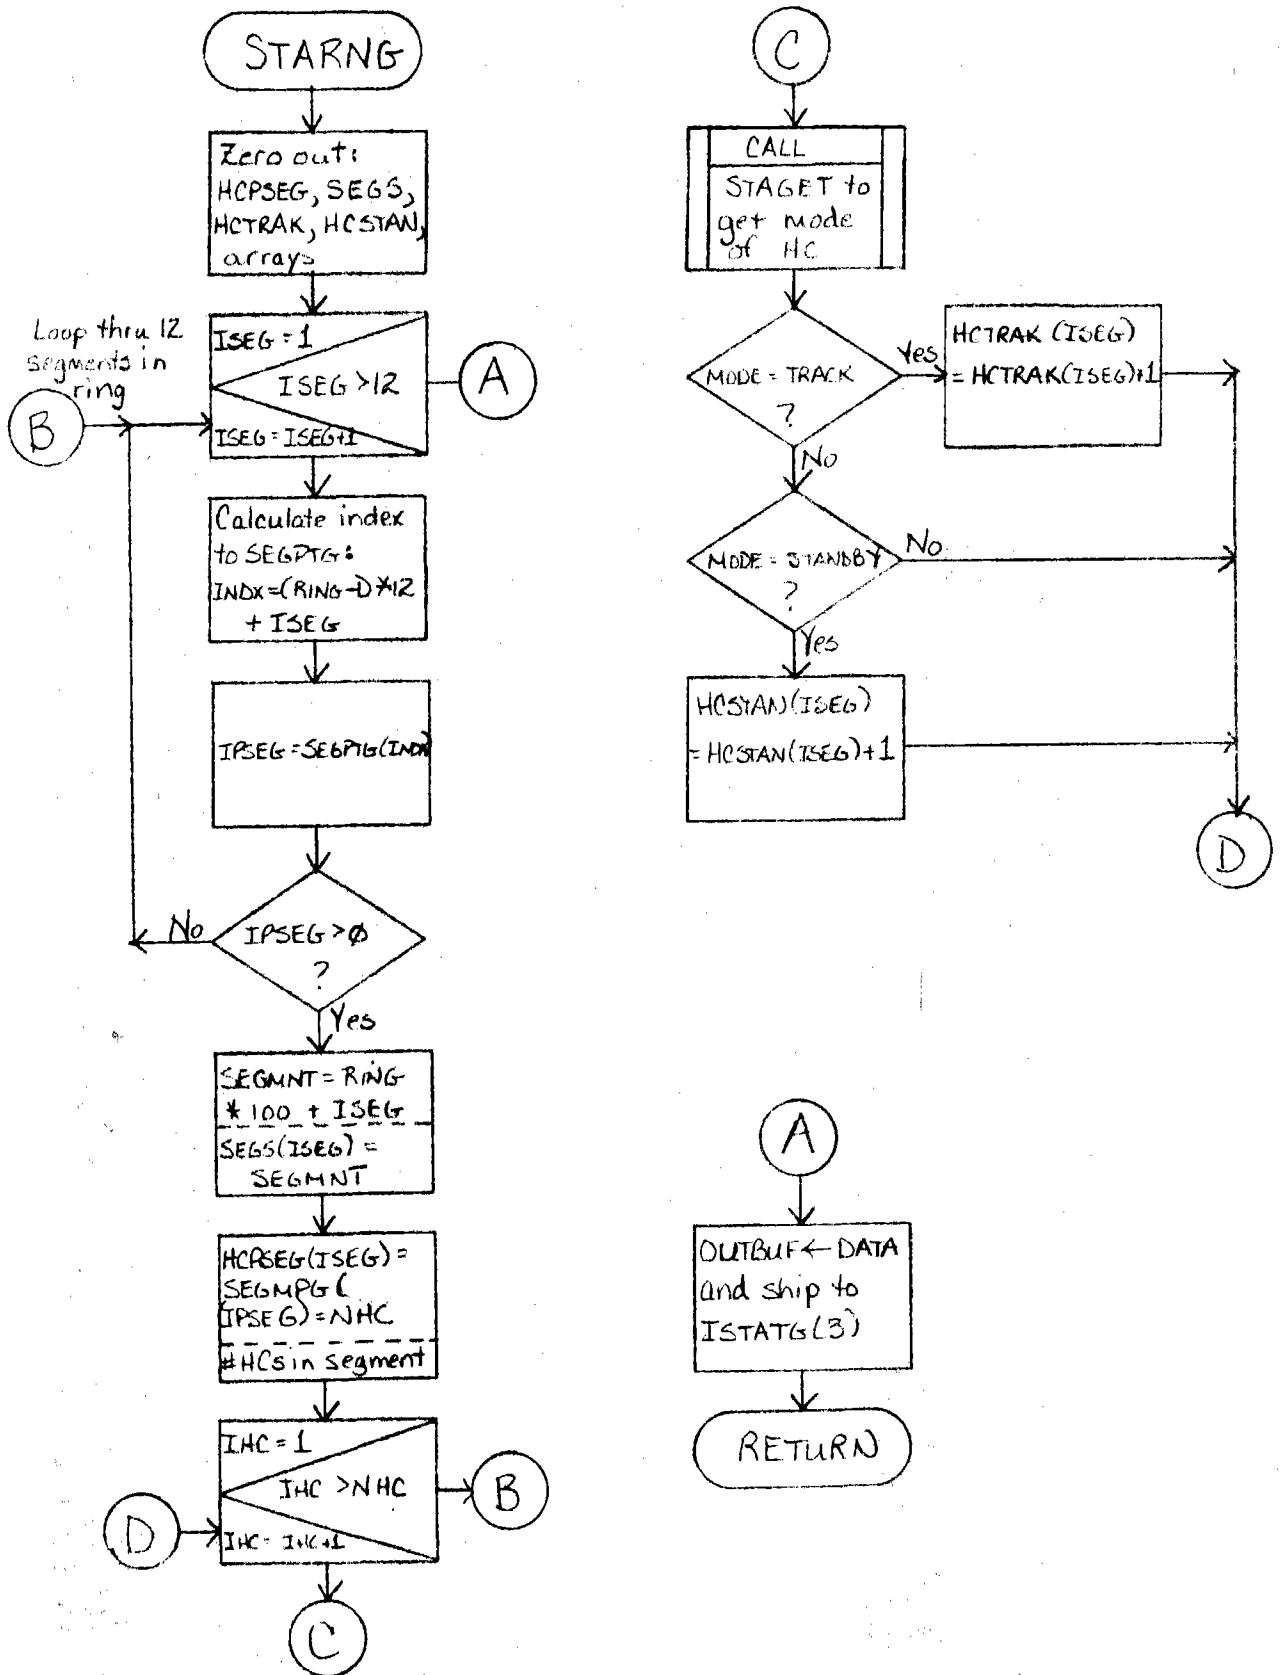 STARNG
Zero out:
HCPSEG, SEGS,
HCTRAK, HCSTAN,
arrays
Loop thru 12
segments in
ring
B
ISEG = 1
ISEG > 12
ISEG = ISEG+1
A
Calculate index
to SEGPTG:
INDX=(RING-1)*12
+ ISEG
IPSEG = SEGPTG(INDX)
No
IPSEG > Ø
?
Yes
SEGMNT = RING
* 100 + ISEG
SEGS(ISEG) =
SEGMNT
HCPSEG(ISEG) =
SEGMPG(
IPSEG) = NHC
#HCs in segment
IHC = 1
IHC > NHC
IHC = IHC+1
D
B
C
C
CALL
STAGET to
get mode
of HC
MODE = TRACK
?
Yes
HCTRAK (ISEG)
= HCTRAK(ISEG)+1
No
MODE = STANDBY
?
No
Yes
HCSTAN(ISEG)
= HCSTAN(ISEG)+1
D
A
OUTBUF ← DATA
and ship to
ISTATG(3)
RETURN